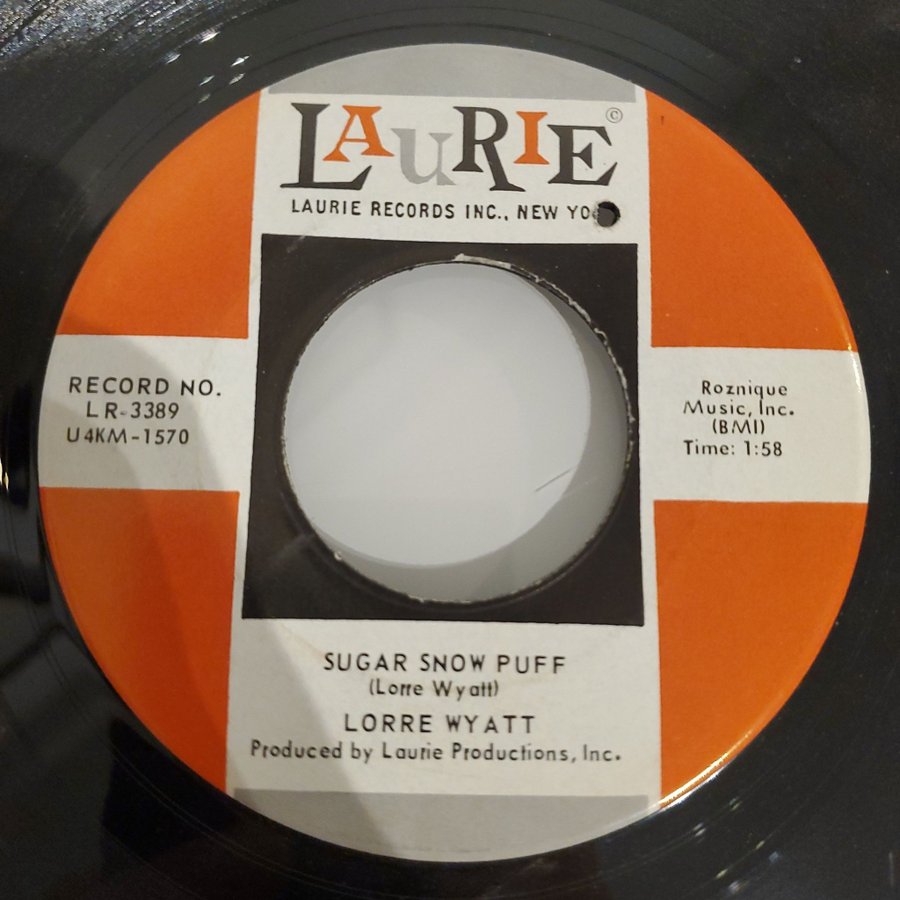 LAURIE ©
LAURIE RECORDS INC., NEW
RECORD NO.
LR-3389
U4KM-1570
Roznique
Music, Inc.
(BMI)
Time: 1:58
SUGAR SNOW PUFF
(Lorre Wyatt)
LORRE WYATT
Produced by Laurie Productions, Inc.